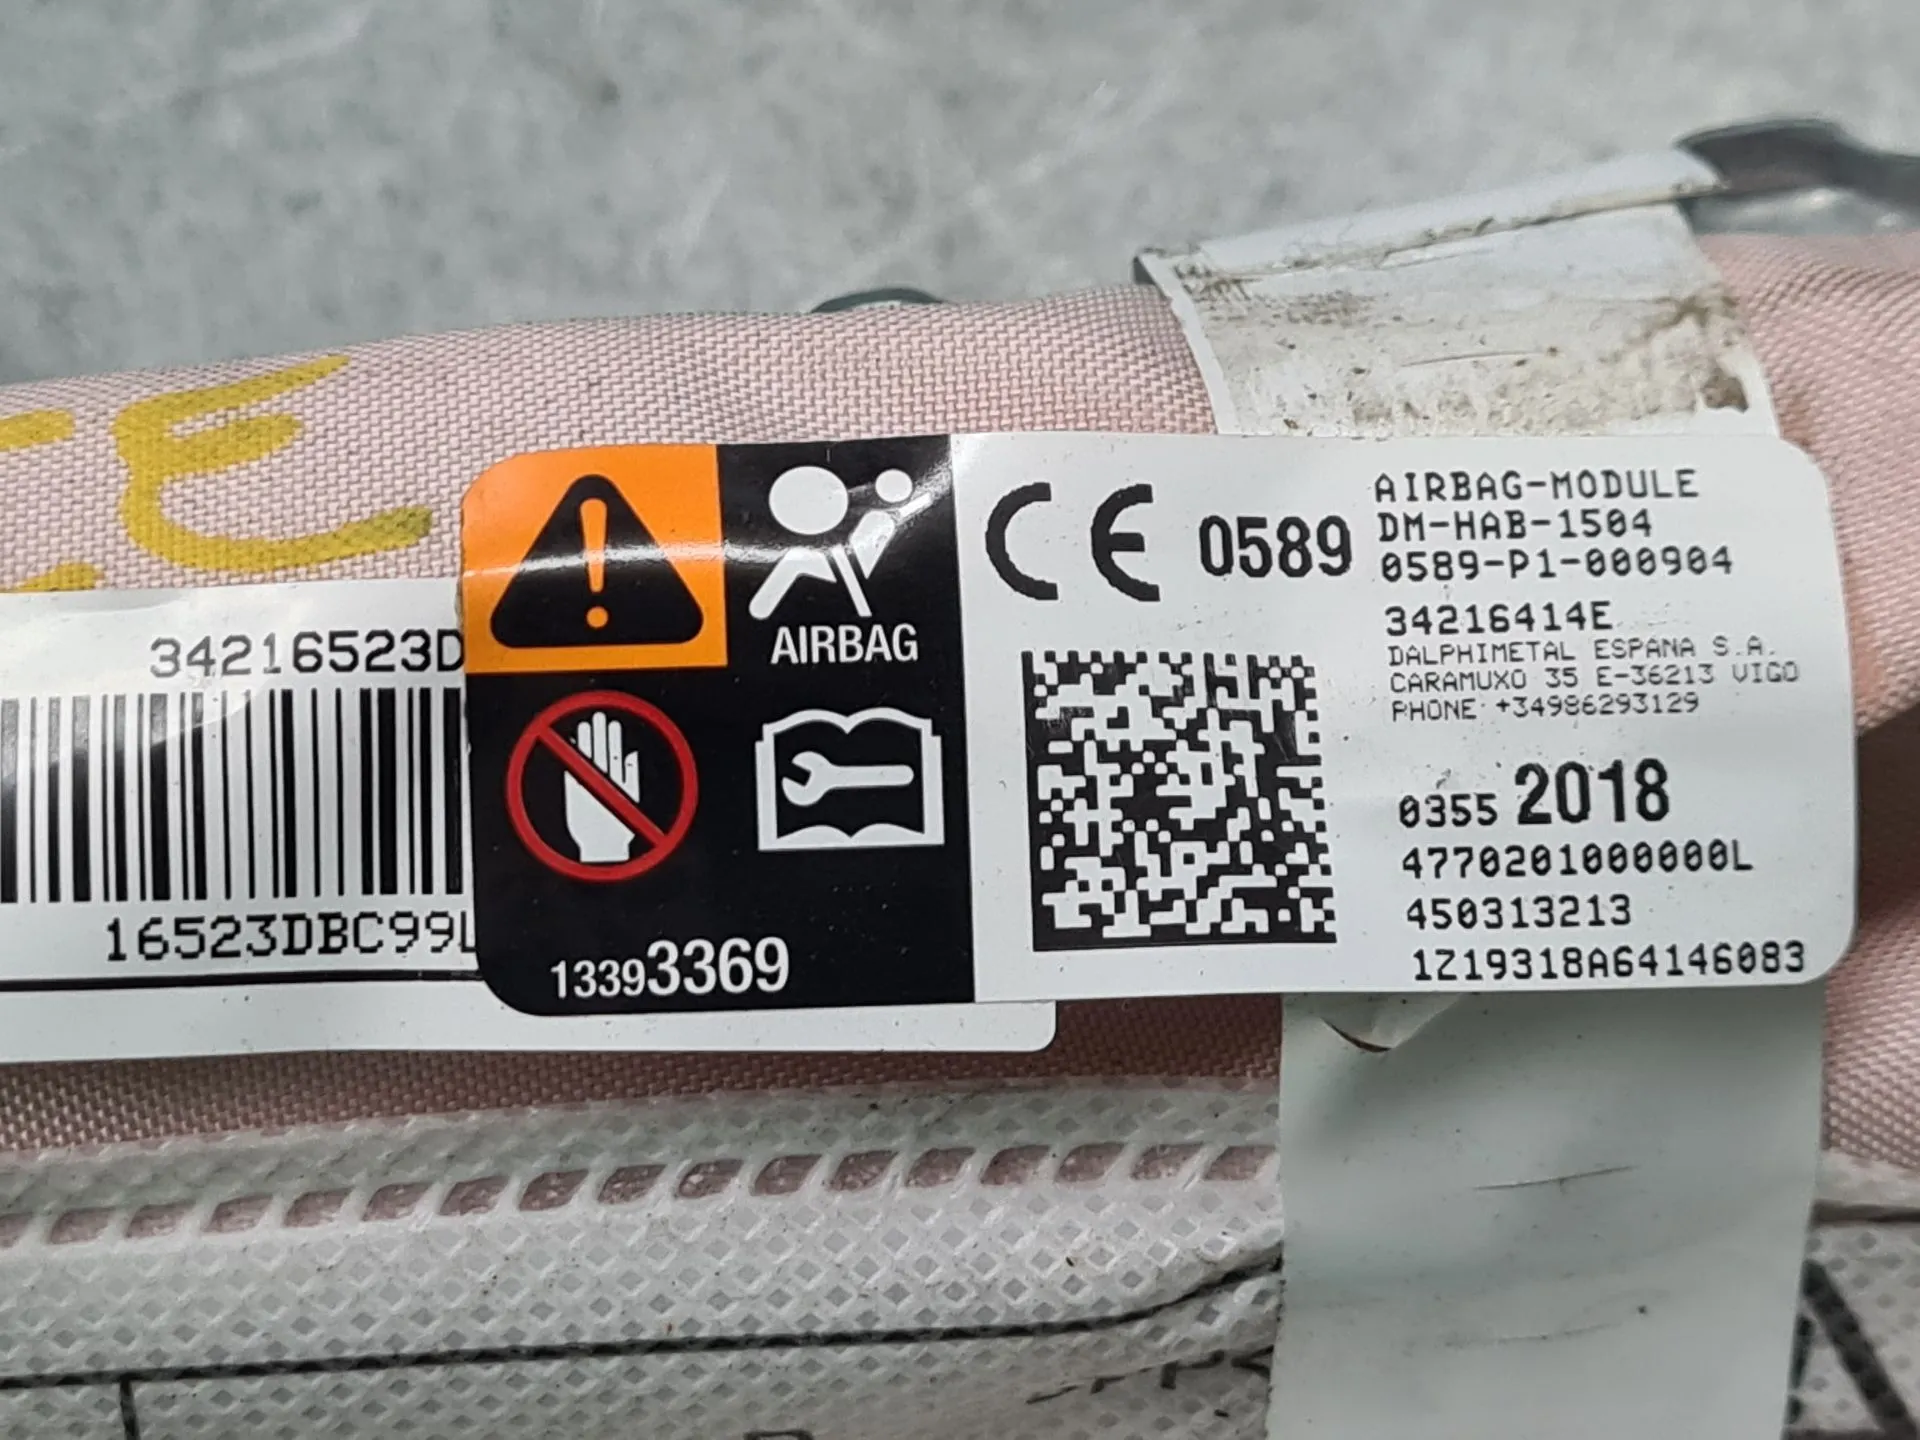 E
34216523D
16523DBC99L
AIRBAG
13393369
CE 0589
AIRBAG-MODULE
DM-HAB-1504
0589-P1-000904
34216414E
DALPHIMETAL ESPANA S.A.
CARAMUXO 35 E-36213 VIGO
PHONE +34986293129
0355 2018
4770201000000L
450313213
1Z19318A64146083